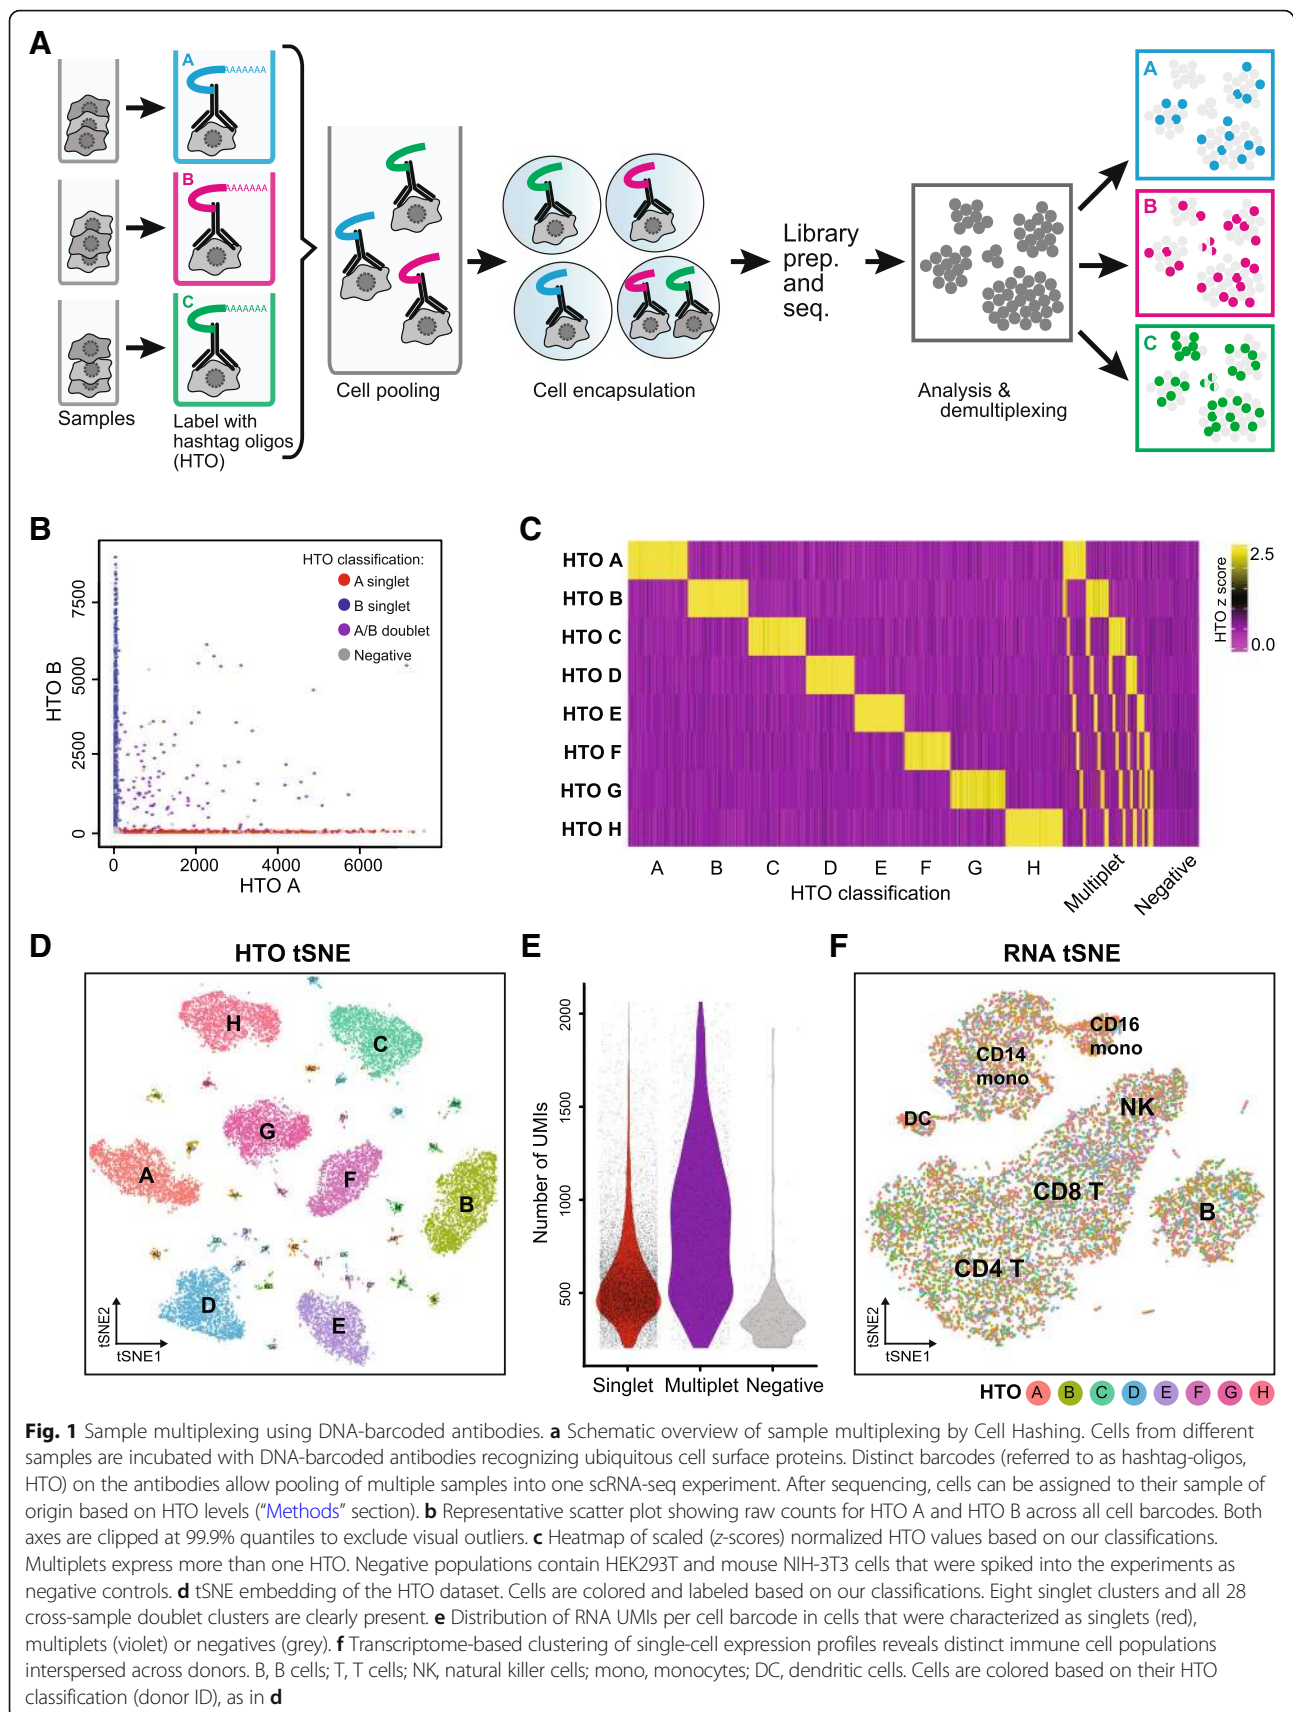 A
A
AAAAAAA
B
AAAAAAA
C
AAAAAAA
Samples
Label with
hashtag oligos
(HTO)
Cell pooling
Cell encapsulation
Library
prep.
and
seq.
Analysis &
demultiplexing
A
B
C
B
HTO classification:
A singlet
B singlet
A/B doublet
Negative
HTO B
7500
5000
2500
0
0 2000 4000 6000
HTO A
C
HTO A
HTO B
HTO C
HTO D
HTO E
HTO F
HTO G
HTO H
A B C D E F G H Multiplet Negative
HTO classification
HTO z score
2.5
0.0
D
HTO tSNE
H
C
G
A
F
B
D
E
tSNE2
tSNE1
E
Number of UMIs
2000
1500
1000
500
Singlet Multiplet Negative
F
RNA tSNE
CD16
mono
CD14
mono
DC
NK
CD8 T
B
CD4 T
tSNE2
tSNE1
HTO A B C D E F G H
Fig. 1 Sample multiplexing using DNA-barcoded antibodies. a Schematic overview of sample multiplexing by Cell Hashing. Cells from different
samples are incubated with DNA-barcoded antibodies recognizing ubiquitous cell surface proteins. Distinct barcodes (referred to as hashtag-oligos,
HTO) on the antibodies allow pooling of multiple samples into one scRNA-seq experiment. After sequencing, cells can be assigned to their sample of
origin based on HTO levels (“Methods” section). b Representative scatter plot showing raw counts for HTO A and HTO B across all cell barcodes. Both
axes are clipped at 99.9% quantiles to exclude visual outliers. c Heatmap of scaled (z-scores) normalized HTO values based on our classifications.
Multiplets express more than one HTO. Negative populations contain HEK293T and mouse NIH-3T3 cells that were spiked into the experiments as
negative controls. d tSNE embedding of the HTO dataset. Cells are colored and labeled based on our classifications. Eight singlet clusters and all 28
cross-sample doublet clusters are clearly present. e Distribution of RNA UMIs per cell barcode in cells that were characterized as singlets (red),
multiplets (violet) or negatives (grey). f Transcriptome-based clustering of single-cell expression profiles reveals distinct immune cell populations
interspersed across donors. B, B cells; T, T cells; NK, natural killer cells; mono, monocytes; DC, dendritic cells. Cells are colored based on their HTO
classification (donor ID), as in d